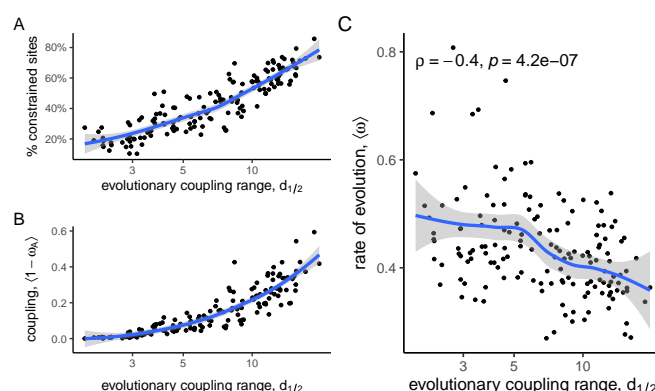 A
80%
60%
40%
20%
% constrained sites
3 5 10
evolutionary coupling range, d1/2
B
0.6
0.4
0.2
0.0
coupling, ⟨1 − ωA⟩
3 5 10
evolutionary coupling range, d1/2
C
0.8
0.6
0.4
rate of evolution, ⟨ω⟩
ρ = −0.4, p = 4.2e−07
3 5 10
evolutionary coupling range, d1/2